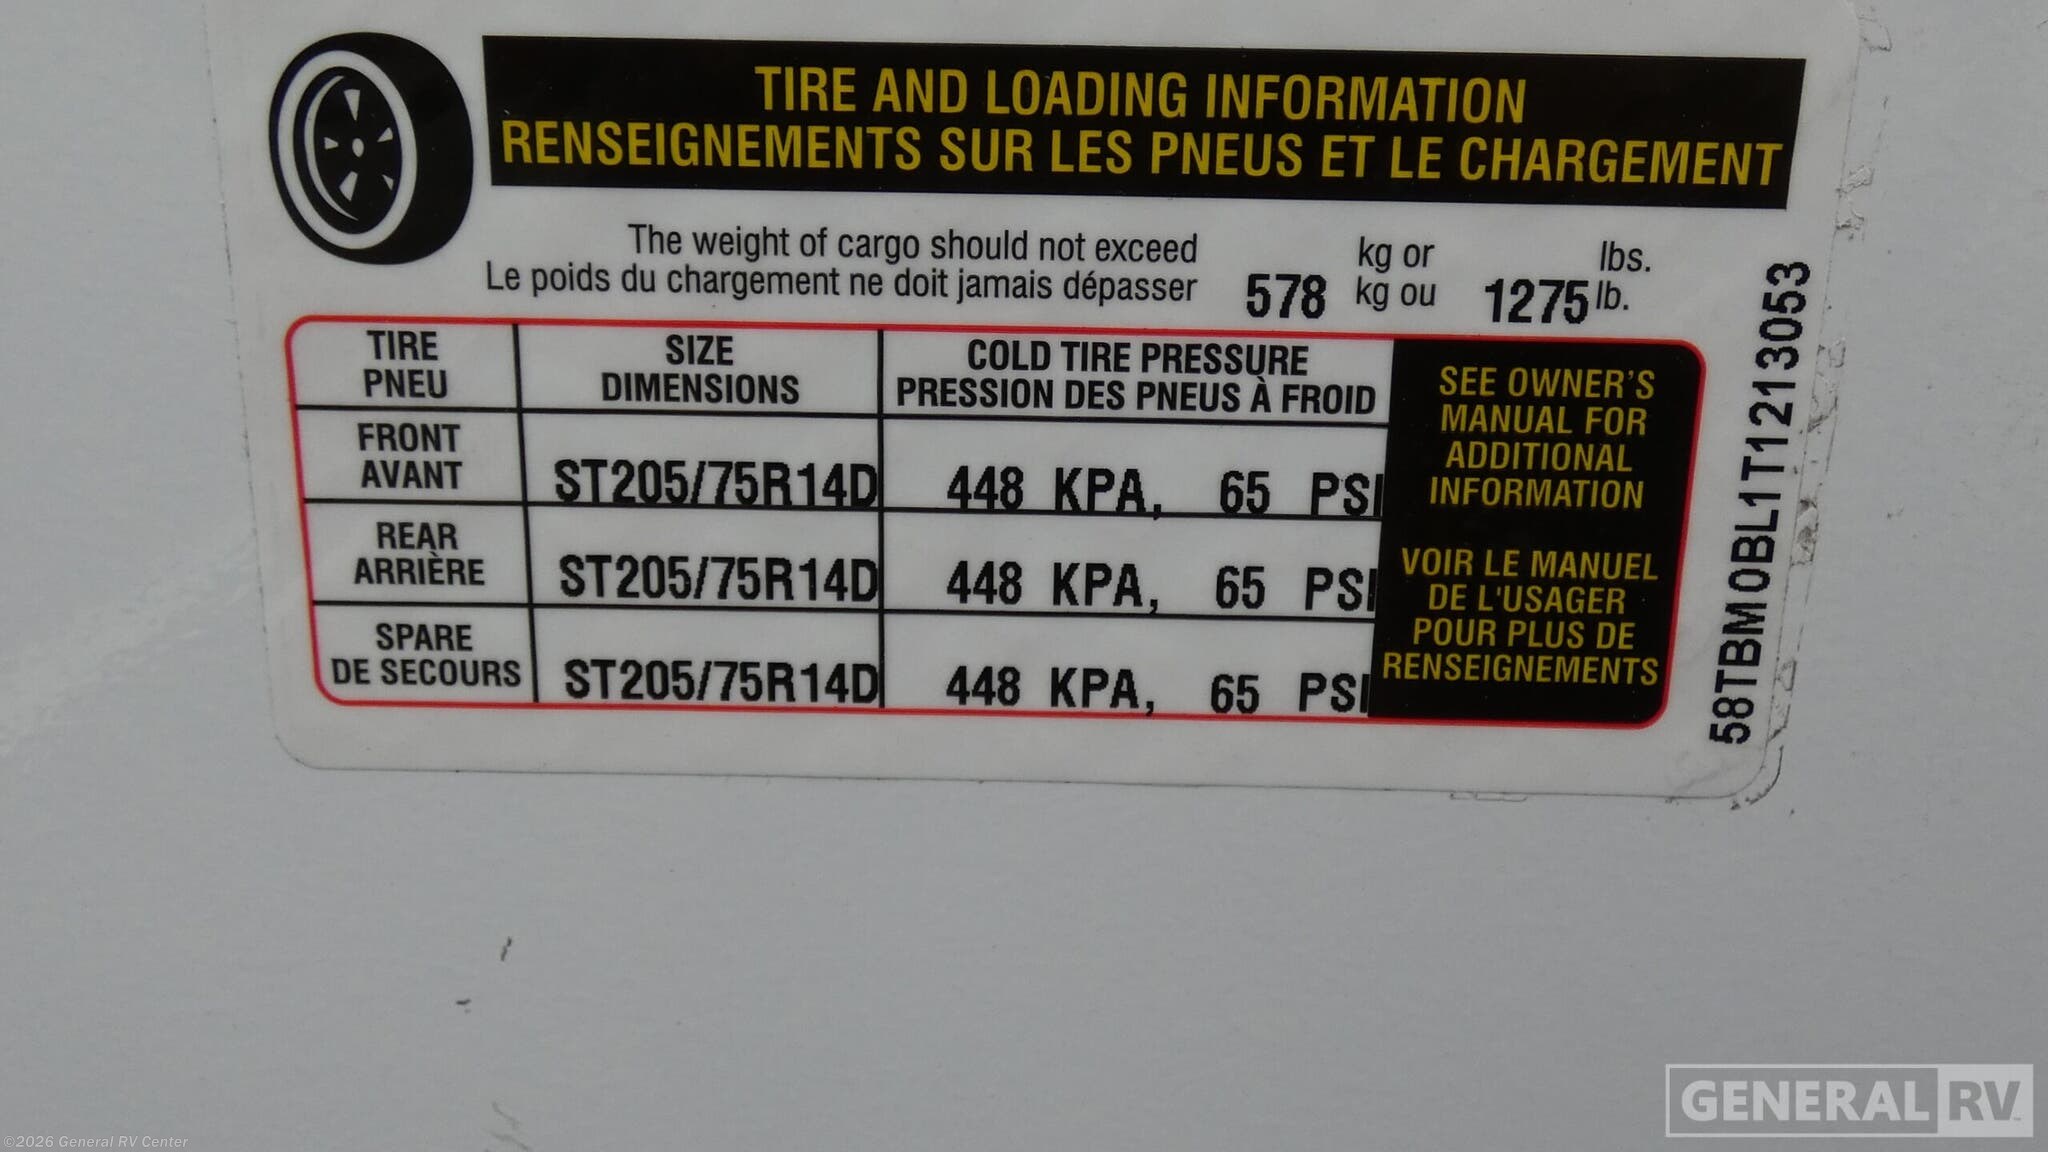 TIRE AND LOADING INFORMATION
RENSEIGNEMENTS SUR LES PNEUS ET LE CHARGEMENT
The weight of cargo should not exceed kg or lbs.
Le poids du chargement ne doit jamais dépasser 578 kg ou 1275 lb.
TIRE SIZE COLD TIRE PRESSURE
PNEU DIMENSIONS PRESSION DES PNEUS À FROID
FRONT
AVANT ST205/75R14D 448 KPA, 65 PSI
REAR
ARRIÈRE ST205/75R14D 448 KPA, 65 PSI
SPARE
DE SECOURS ST205/75R14D 448 KPA, 65 PSI
SEE OWNER'S
MANUAL FOR
ADDITIONAL
INFORMATION
VOIR LE MANUEL
DE L'USAGER
POUR PLUS DE
RENSEIGNEMENTS
58TBM0BL1T1213053
GENERAL RV
©2026 General RV Center